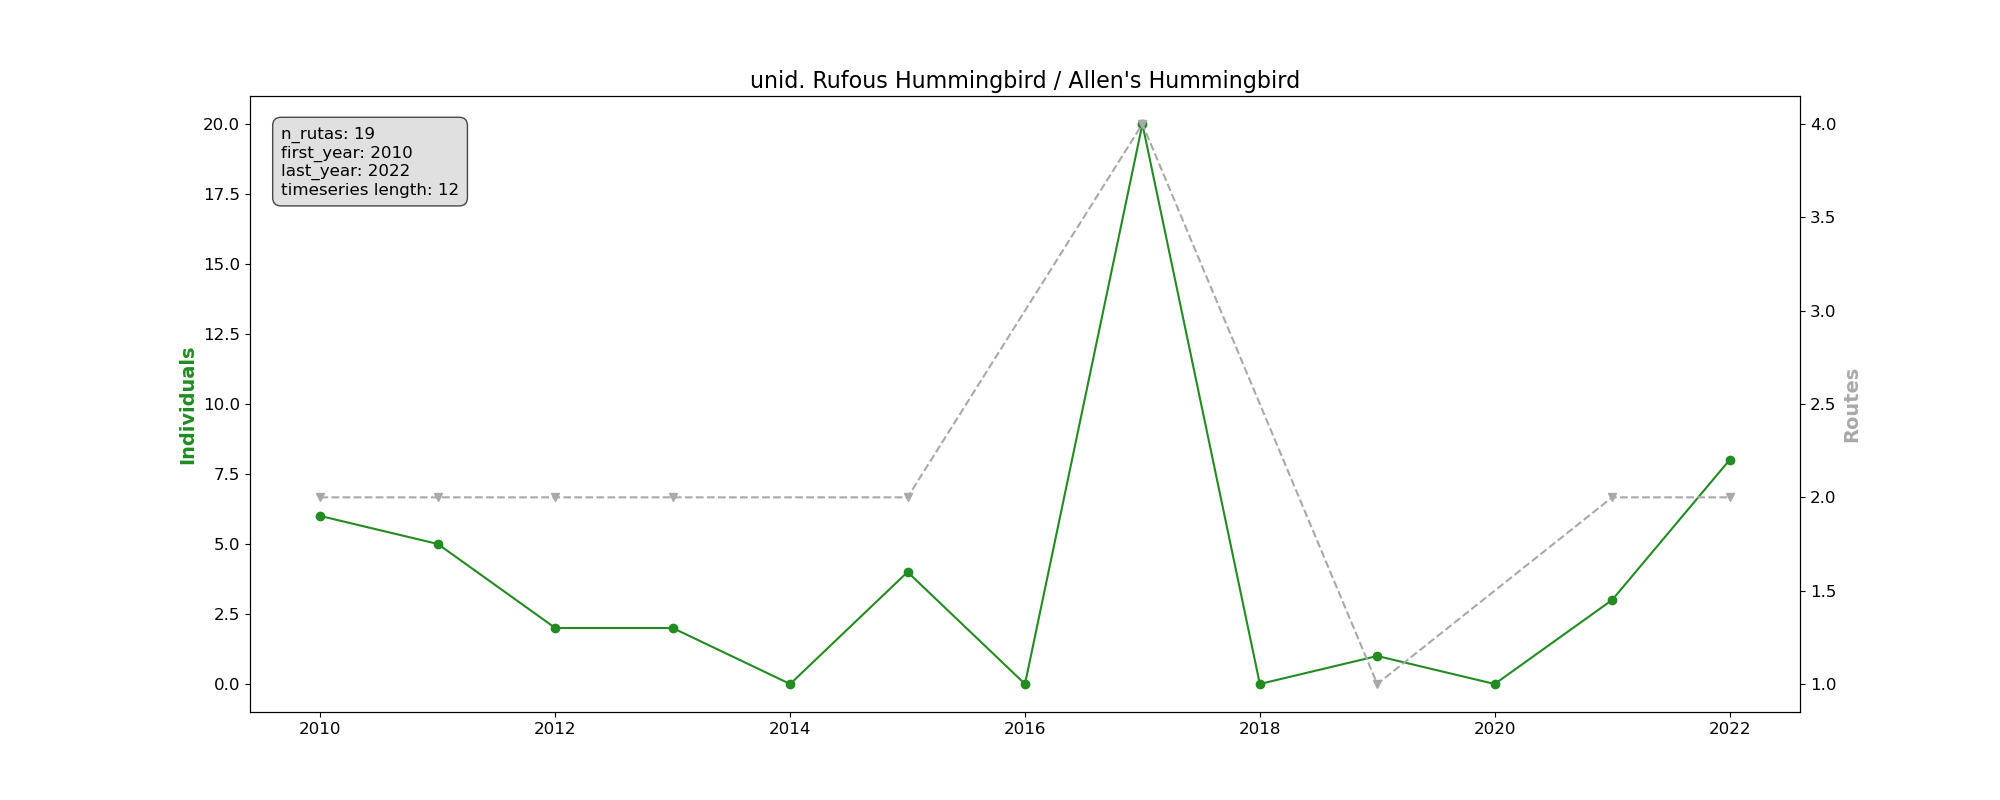 unid. Rufous Hummingbird / Allen's Hummingbird
n_rutas: 19
first_year: 2010
last_year: 2022
timeseries length: 12
Individuals
20.0
17.5
15.0
12.5
10.0
7.5
5.0
2.5
0.0
4.0
3.5
3.0
2.5
2.0
1.5
1.0
Routes
2010 2012 2014 2016 2018 2020 2022